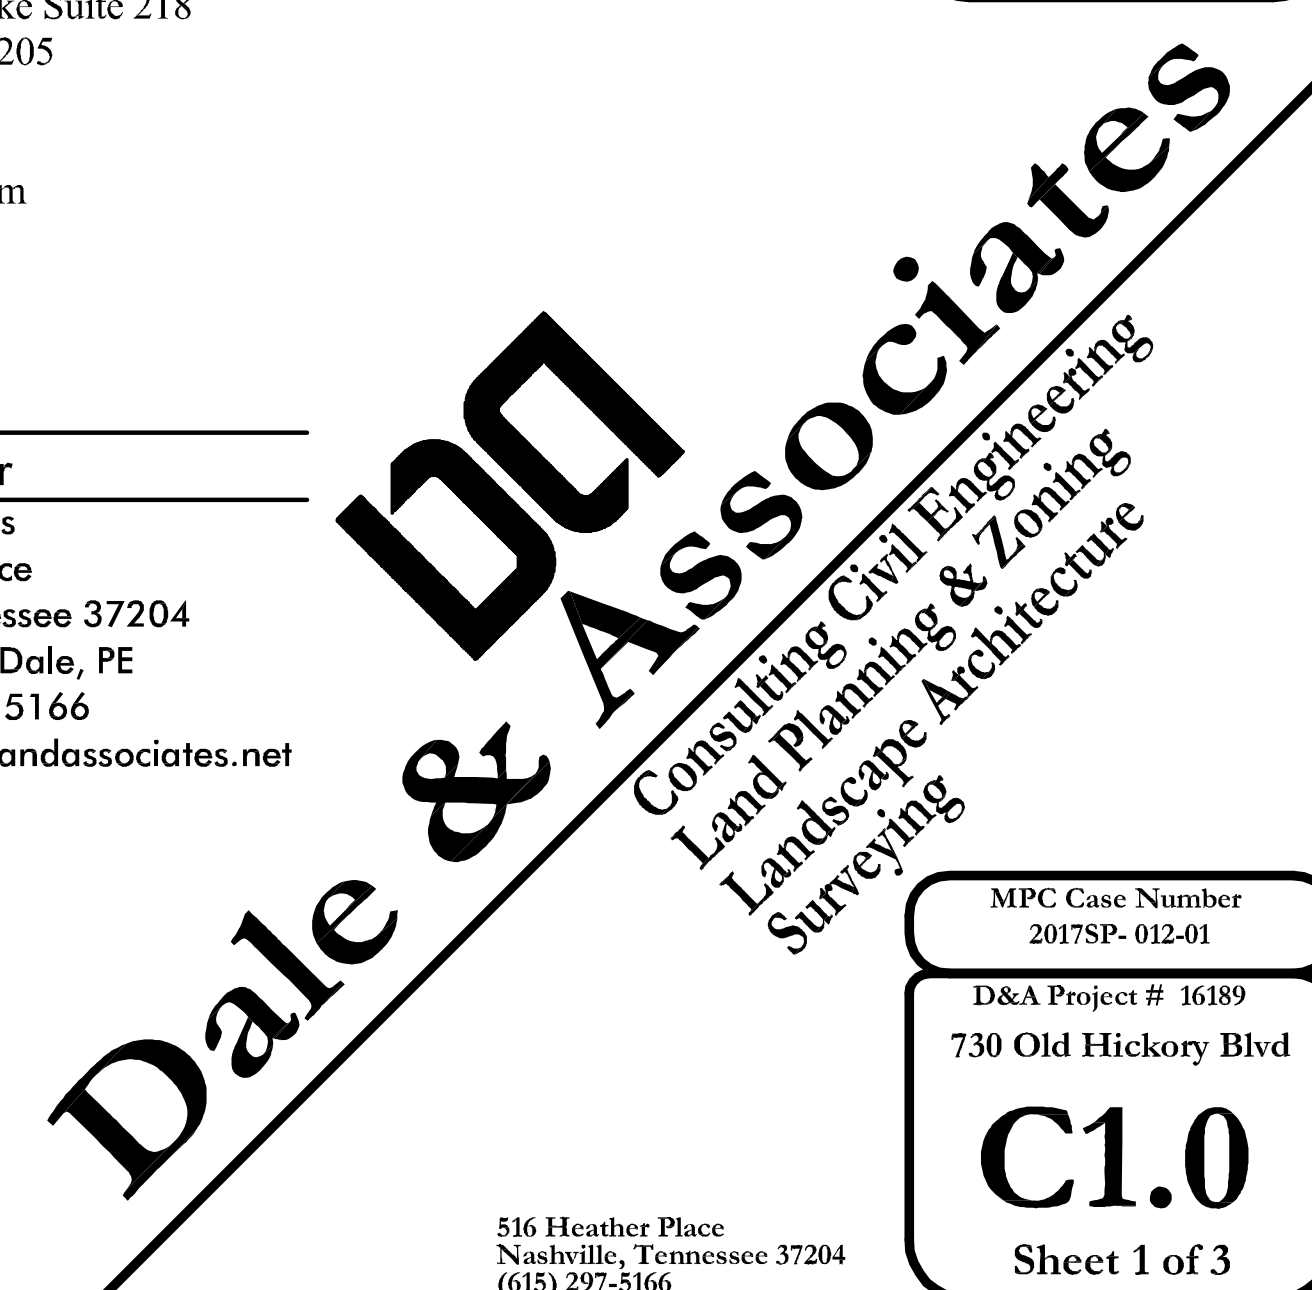 ke Suite 218
205
m
r
s
ce
essee 37204
Dale, PE
5166
andassociates.net
DA
Dale & Associates
Consulting Civil Engineering
Land Planning & Zoning
Landscape Architecture
Surveying
MPC Case Number
2017SP- 012-01
D&A Project # 16189
730 Old Hickory Blvd
C1.0
Sheet 1 of 3
516 Heather Place
Nashville, Tennessee 37204
(615) 297-5166